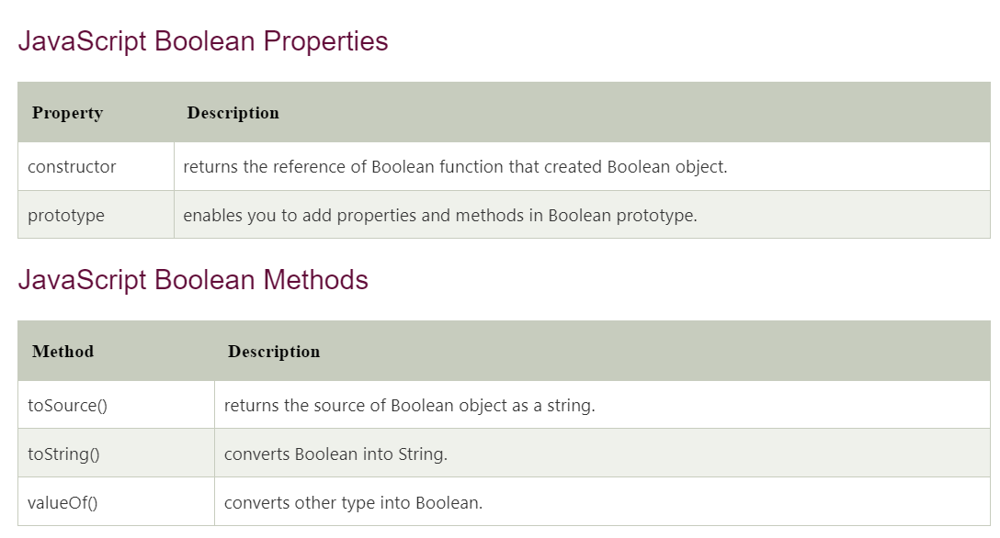 JavaScript Boolean Properties
Property Description
constructor returns the reference of Boolean function that created Boolean object.
prototype enables you to add properties and methods in Boolean prototype.
JavaScript Boolean Methods
Method Description
toSource() returns the source of Boolean object as a string.
toString() converts Boolean into String.
valueOf() converts other type into Boolean.